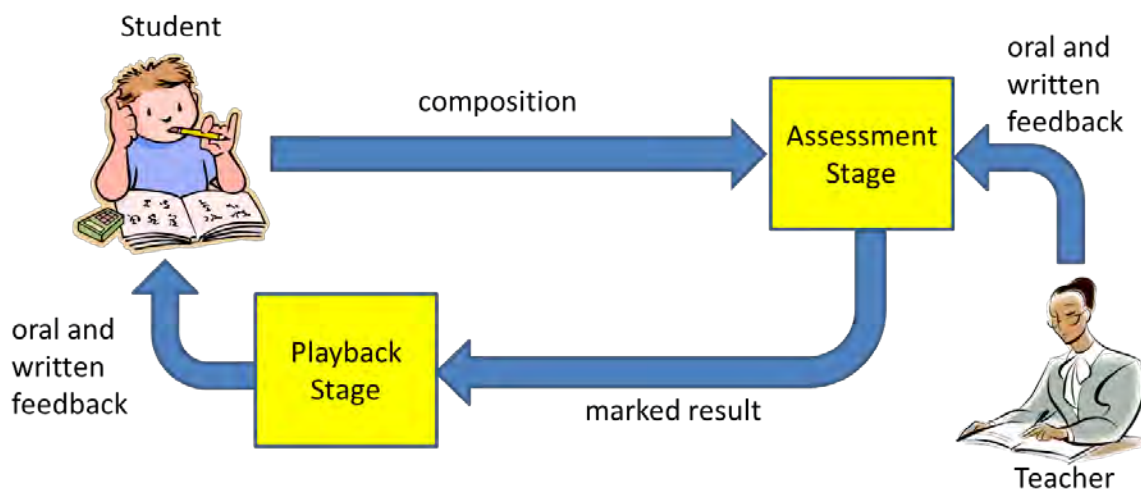 Student
composition
Assessment
Stage
oral and
written
feedback
oral and
written
feedback
Playback
Stage
marked result
Teacher